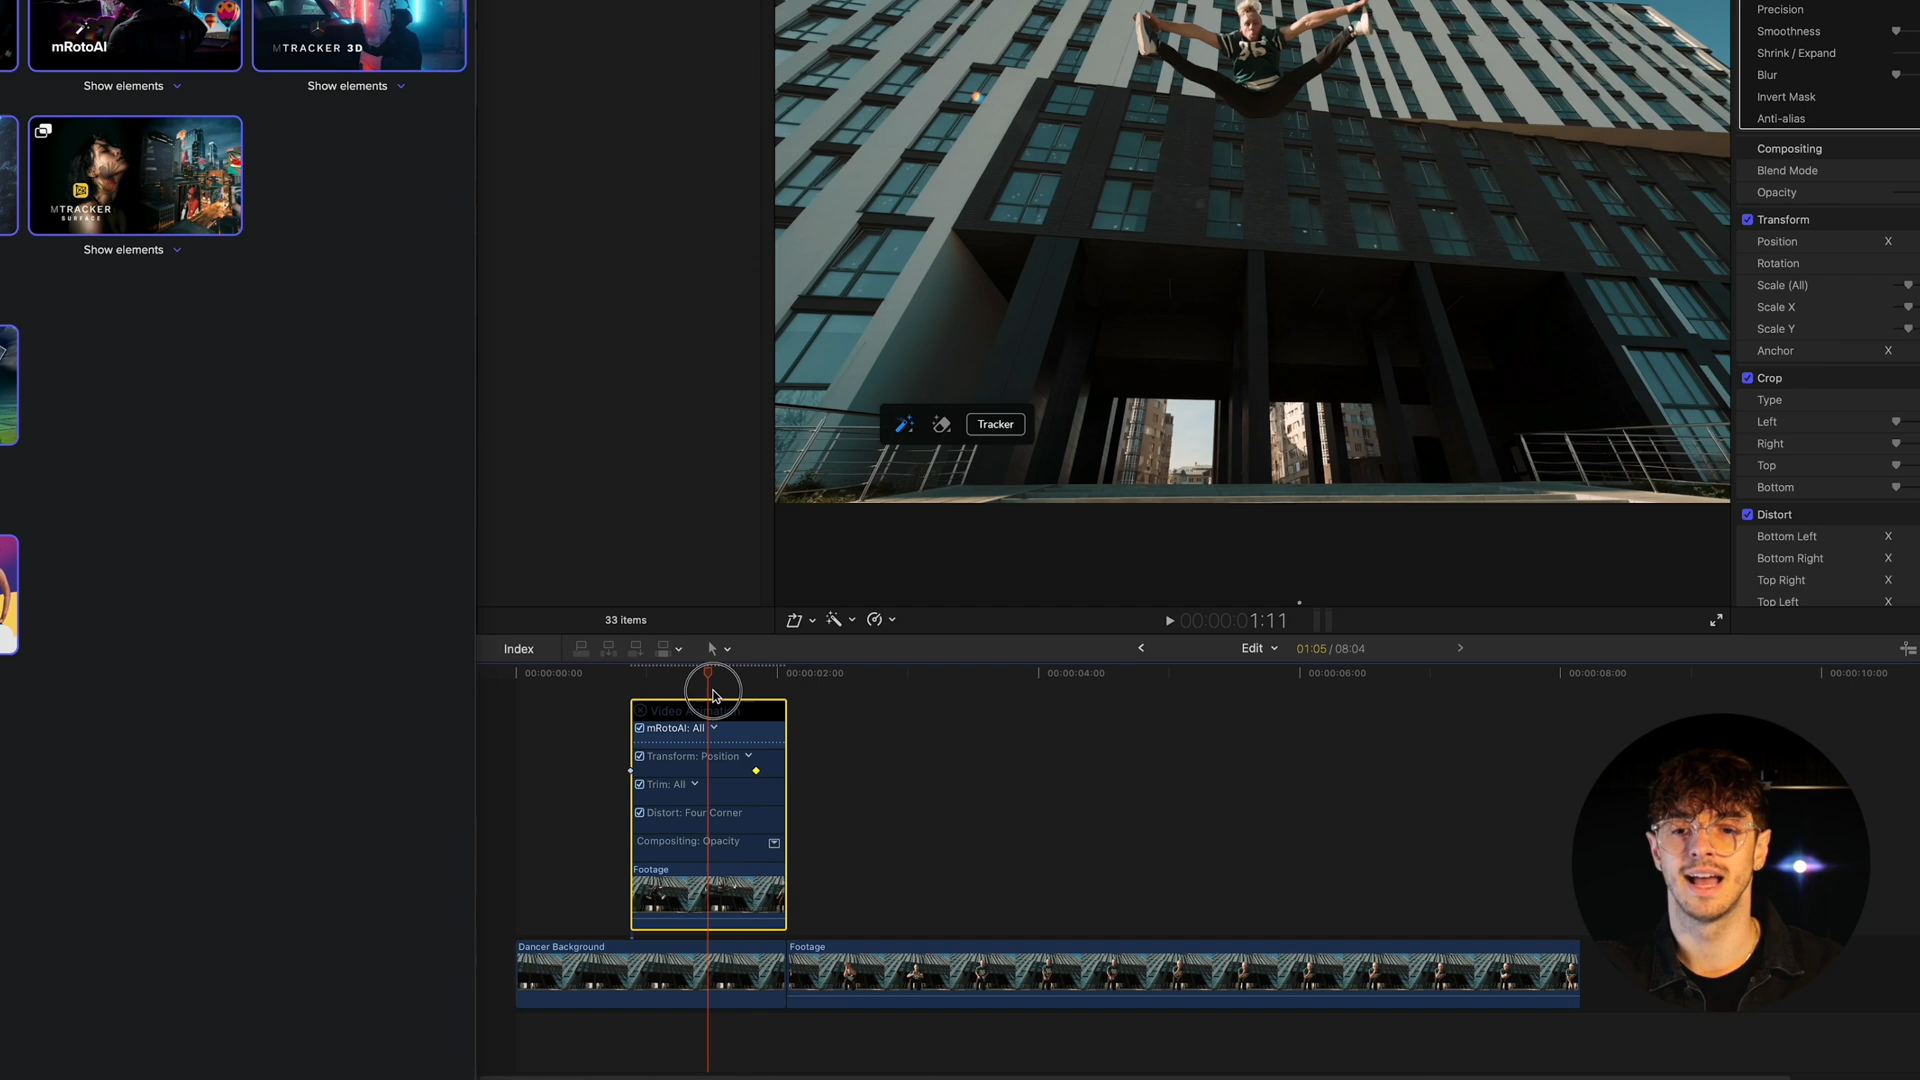 mRotoAI
MTRACKER 3D
Show elements
Show elements
MTRACKER
SURFACE
Show elements
Tracker
Precision
Smoothness
Shrink / Expand
Blur
Invert Mask
Anti-alias
Compositing
Blend Mode
Opacity
Transform
Position X
Rotation
Scale (All)
Scale X
Scale Y
Anchor X
Crop
Type
Left
Right
Top
Bottom
Distort
Bottom Left X
Bottom Right X
Top Right X
Top Left X
33 items
00:00:01:11
Index
Edit
01:05 / 08:04
00:00:00:00
00:00:02:00
00:00:04:00
00:00:06:00
00:00:08:00
00:00:10:00
Video Animation
mRotoAI: All
Transform: Position
Trim: All
Distort: Four Corner
Compositing: Opacity
Footage
Dancer Background
Footage